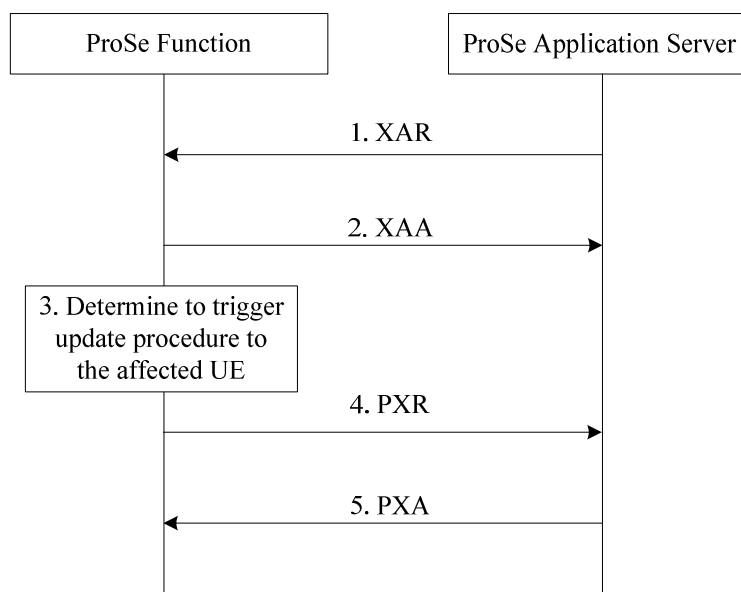 ProSe Function
ProSe Application Server
1. XAR
2. XAA
3. Determine to trigger
update procedure to
the affected UE
4. PXR
5. PXA